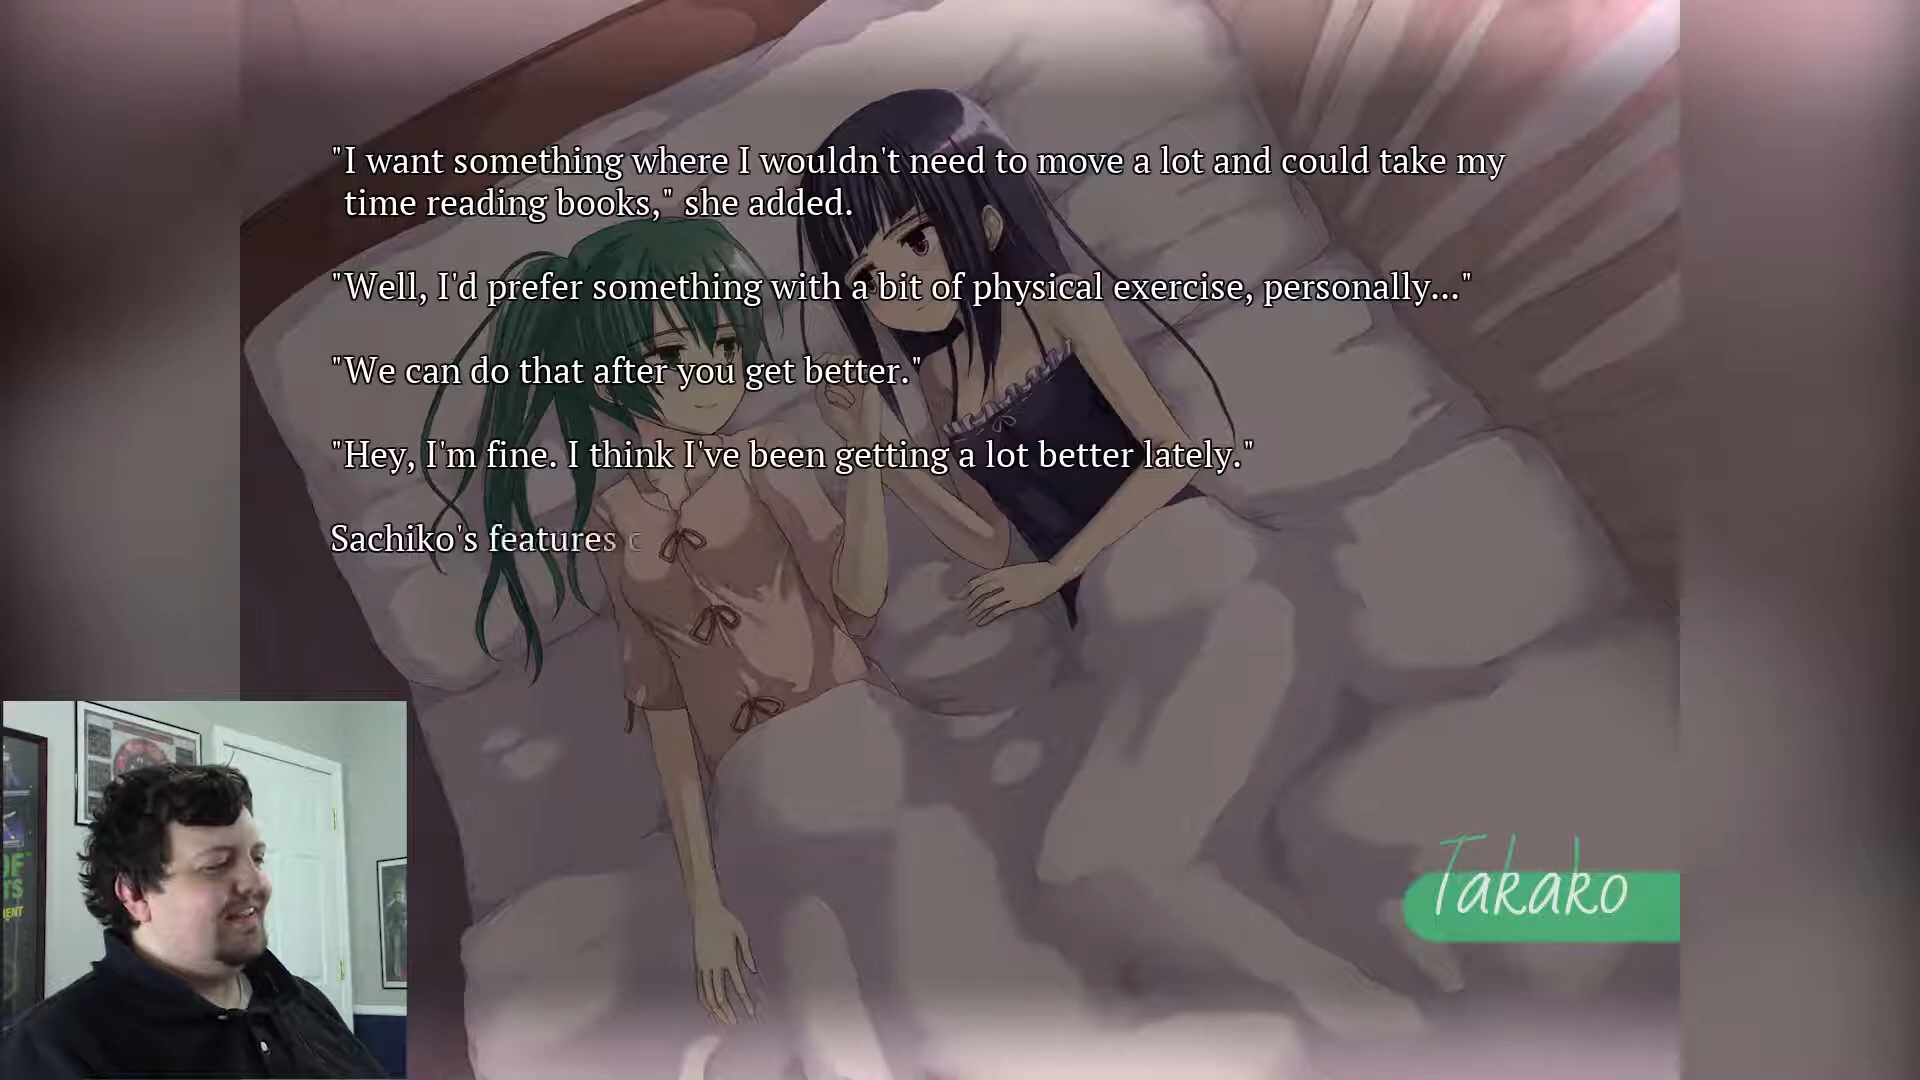 "I want something where I wouldn't need to move a lot and could take my
time reading books," she added.
"Well, I'd prefer something with a bit of physical exercise, personally..."
"We can do that after you get better."
"Hey, I'm fine. I think I've been getting a lot better lately."
Sachiko's features c
Takako